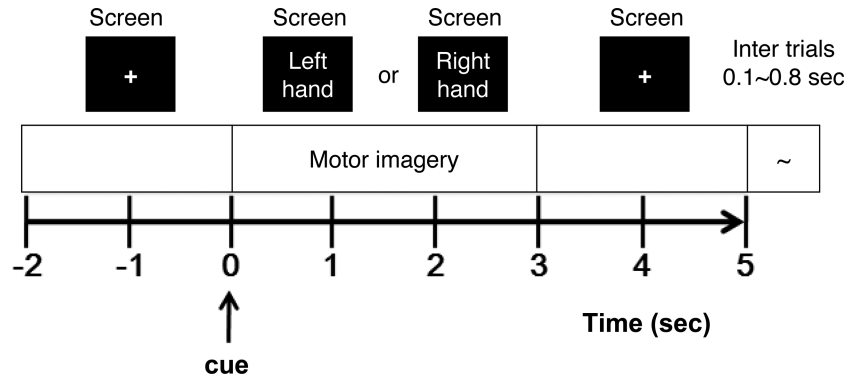 Screen
Screen
Screen
Screen
+
Left
hand
or
Right
hand
+
Inter trials
0.1~0.8 sec
Motor imagery
~
-2 -1 0 1 2 3 4 5
Time (sec)
cue